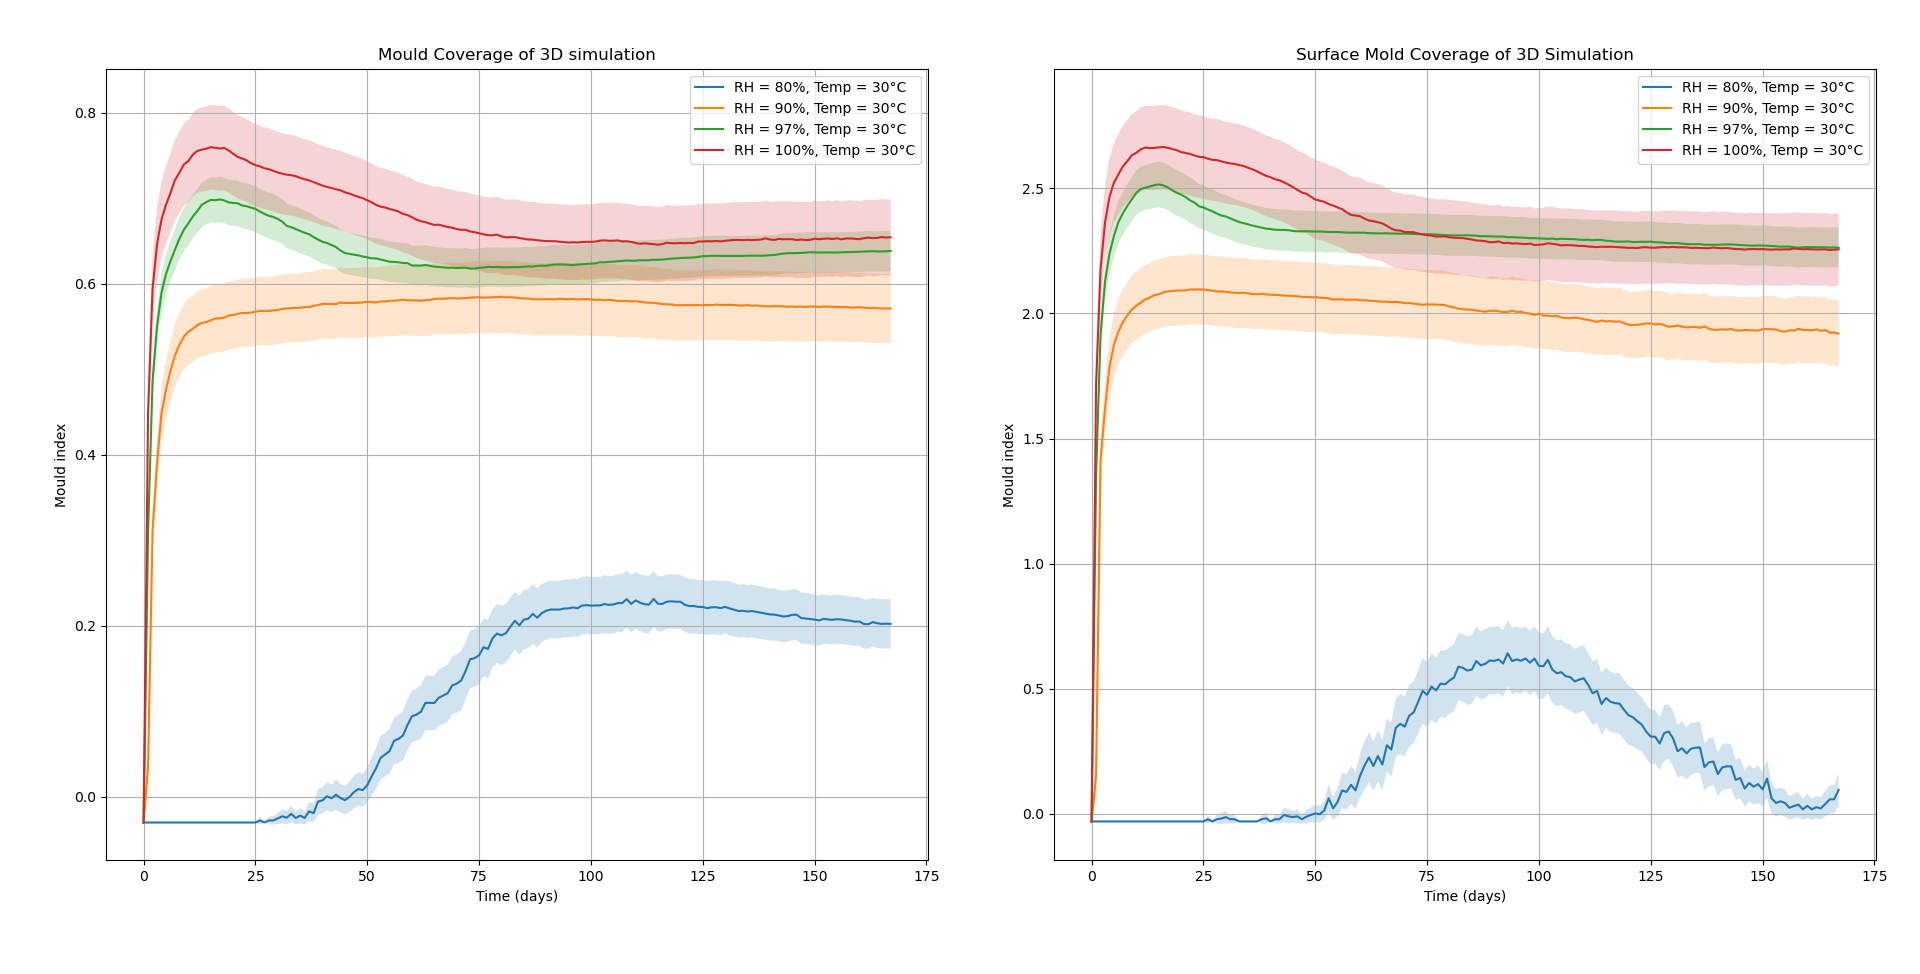 Mould Coverage of 3D simulation
RH = 80%, Temp = 30°C
RH = 90%, Temp = 30°C
RH = 97%, Temp = 30°C
RH = 100%, Temp = 30°C
Mould index
0.8
0.6
0.4
0.2
0.0
0 25 50 75 100 125 150 175
Time (days)
Surface Mold Coverage of 3D Simulation
RH = 80%, Temp = 30°C
RH = 90%, Temp = 30°C
RH = 97%, Temp = 30°C
RH = 100%, Temp = 30°C
Mould index
2.5
2.0
1.5
1.0
0.5
0.0
0 25 50 75 100 125 150 175
Time (days)